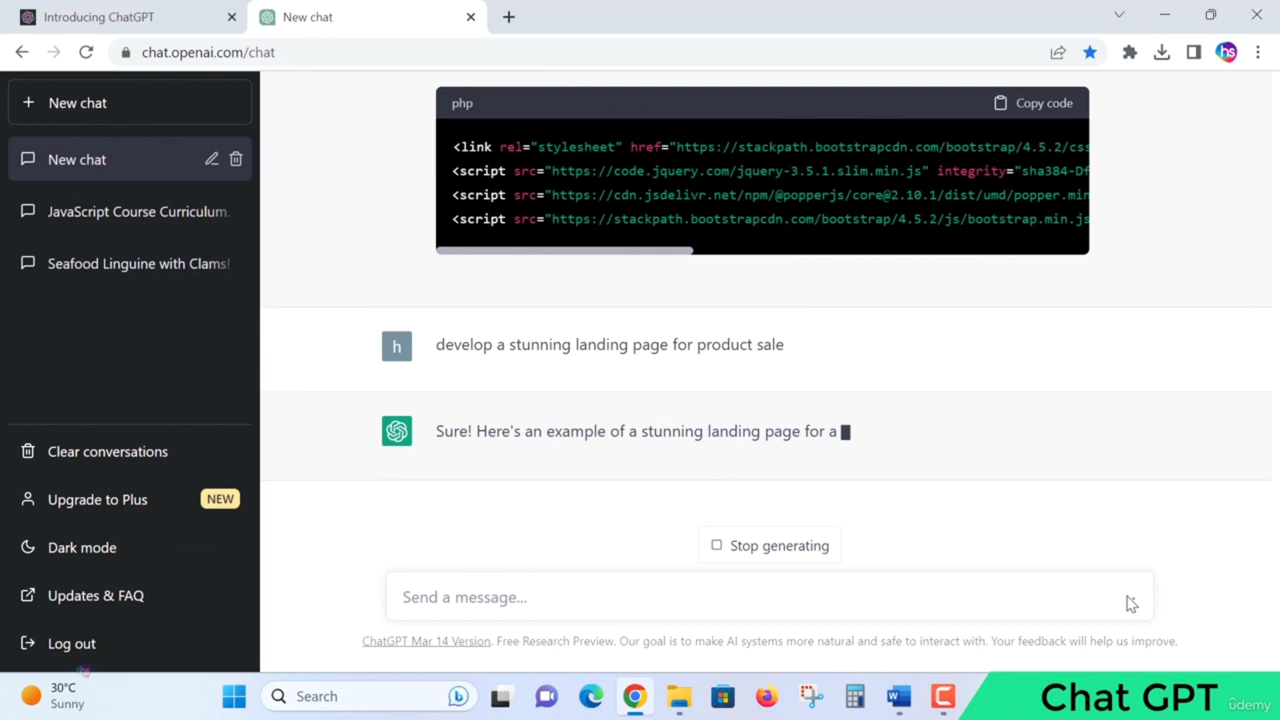 Introducing ChatGPT
New chat
chat.openai.com/chat
hs
New chat
New chat
JavaScript Course Curriculum.
Seafood Linguine with Clams!
Clear conversations
Upgrade to Plus
NEW
Dark mode
Updates & FAQ
Log out
php
Copy code
<link rel="stylesheet" href="https://stackpath.bootstrapcdn.com/bootstrap/4.5.2/css
<script src="https://code.jquery.com/jquery-3.5.1.slim.min.js" integrity="sha384-Df
<script src="https://cdn.jsdelivr.net/npm/@popperjs/core@2.10.1/dist/umd/popper.min
<script src="https://stackpath.bootstrapcdn.com/bootstrap/4.5.2/js/bootstrap.min.js
h
develop a stunning landing page for product sale
Sure! Here's an example of a stunning landing page for a
Stop generating
Send a message...
ChatGPT Mar 14 Version. Free Research Preview. Our goal is to make AI systems more natural and safe to interact with. Your feedback will help us improve.
30°C
Sunny
Search
Chat GPT
ûdemy